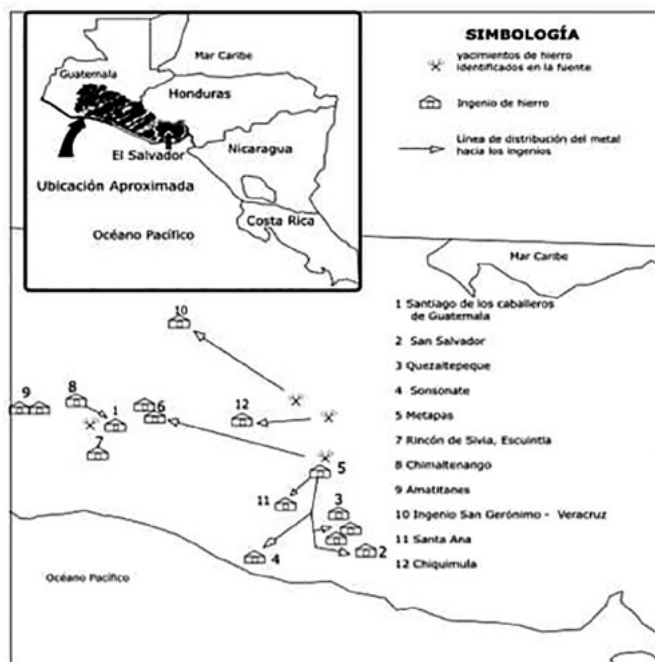 Mar Caribe
Guatemala
Honduras
El Salvador
Nicaragua
Ubicación Aproximada
Costa Rica
Océano Pacífico
SIMBOLOGÍA
yacimientos de hierro
identificados en la fuente
Ingenio de hierro
Línea de distribución del metal
hacia los ingenios
Mar Caribe
1 Santiago de los caballeros
de Guatemala
2 San Salvador
3 Quezaltepeque
4 Sonsonate
5 Metapas
7 Rincón de Sivia, Escuintla
8 Chimaltenango
9 Amatitanes
10 Ingenio San Gerónimo - Veracruz
11 Santa Ana
12 Chiquimula
10
9
8
1
6
12
7
5
11
3
4
2
Océano Pacífico